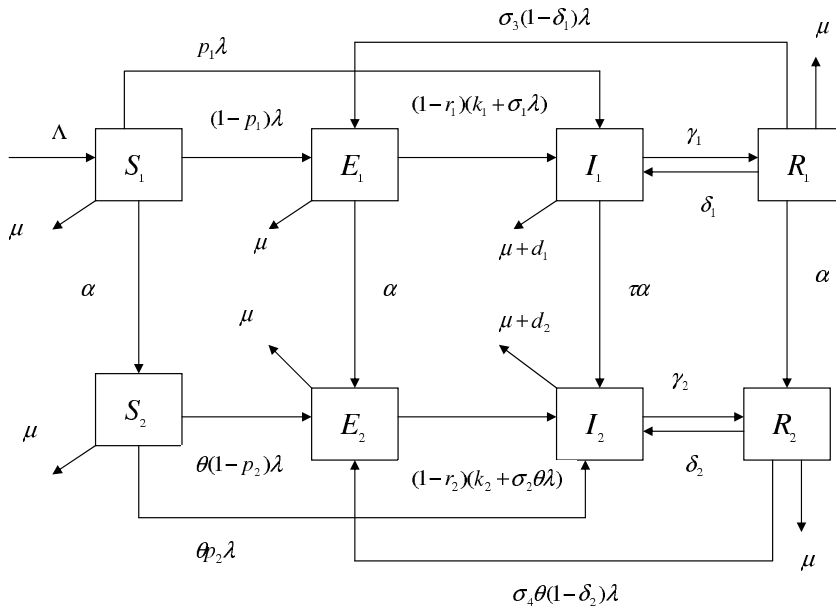 σ₃(1−δ₁)λ
μ
p₁λ
(1−p₁)λ
(1−r₁)(k₁+σ₁λ)
Λ
γ₁
S₁
E₁
I₁
R₁
δ₁
μ
μ
μ+d₁
α
α
τα
α
μ
μ+d₂
S₂
E₂
I₂
R₂
γ₂
μ
δ₂
θ(1−p₂)λ
(1−r₂)(k₂+σ₂θλ)
θp₂λ
μ
σ₄θ(1−δ₂)λ